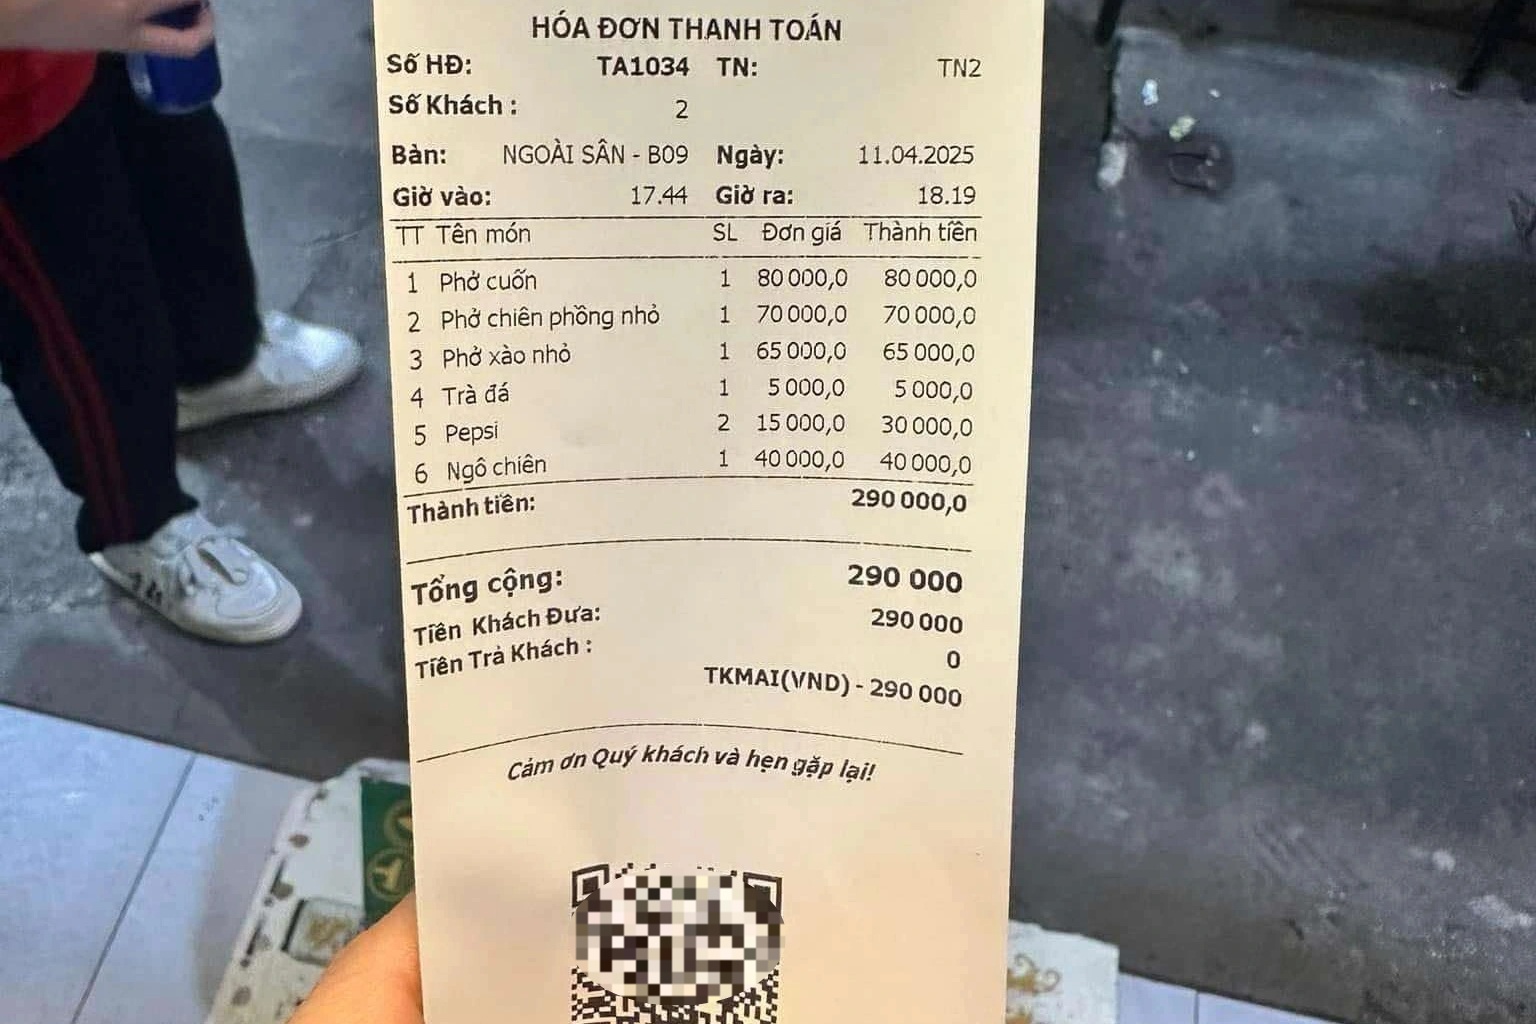 HÓA ĐƠN THANH TOÁN
Số HĐ: TA1034 TN: TN2
Số Khách : 2
Bàn: NGOÀI SÂN - B09 Ngày: 11.04.2025
Giờ vào: 17.44 Giờ ra: 18.19
TT Tên món SL Đơn giá Thành tiền
1 Phở cuốn 1 80 000,0 80 000,0
2 Phở chiên phồng nhỏ 1 70 000,0 70 000,0
3 Phở xào nhỏ 1 65 000,0 65 000,0
4 Trà đá 1 5 000,0 5 000,0
5 Pepsi 2 15 000,0 30 000,0
6 Ngô chiên 1 40 000,0 40 000,0
Thành tiền: 290 000,0
Tổng cộng: 290 000
Tiền Khách Đưa: 290 000
Tiền Trả Khách : 0
TKMAI(VND) - 290 000
Cảm ơn Quý khách và hẹn gặp lại!